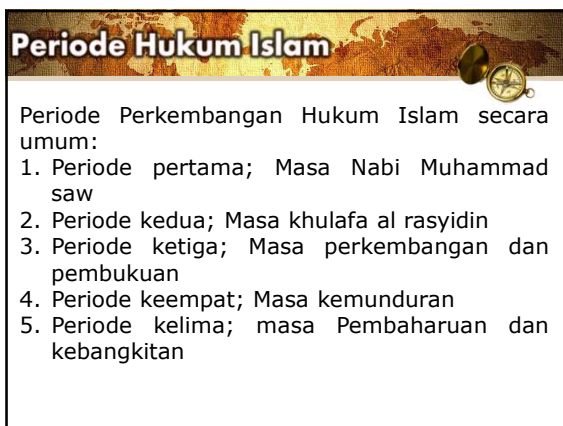 Periode Hukum Islam
Periode Perkembangan Hukum Islam secara
umum:
1. Periode pertama; Masa Nabi Muhammad
saw
2. Periode kedua; Masa khulafa al rasyidin
3. Periode ketiga; Masa perkembangan dan
pembukuan
4. Periode keempat; Masa kemunduran
5. Periode kelima; masa Pembaharuan dan
kebangkitan